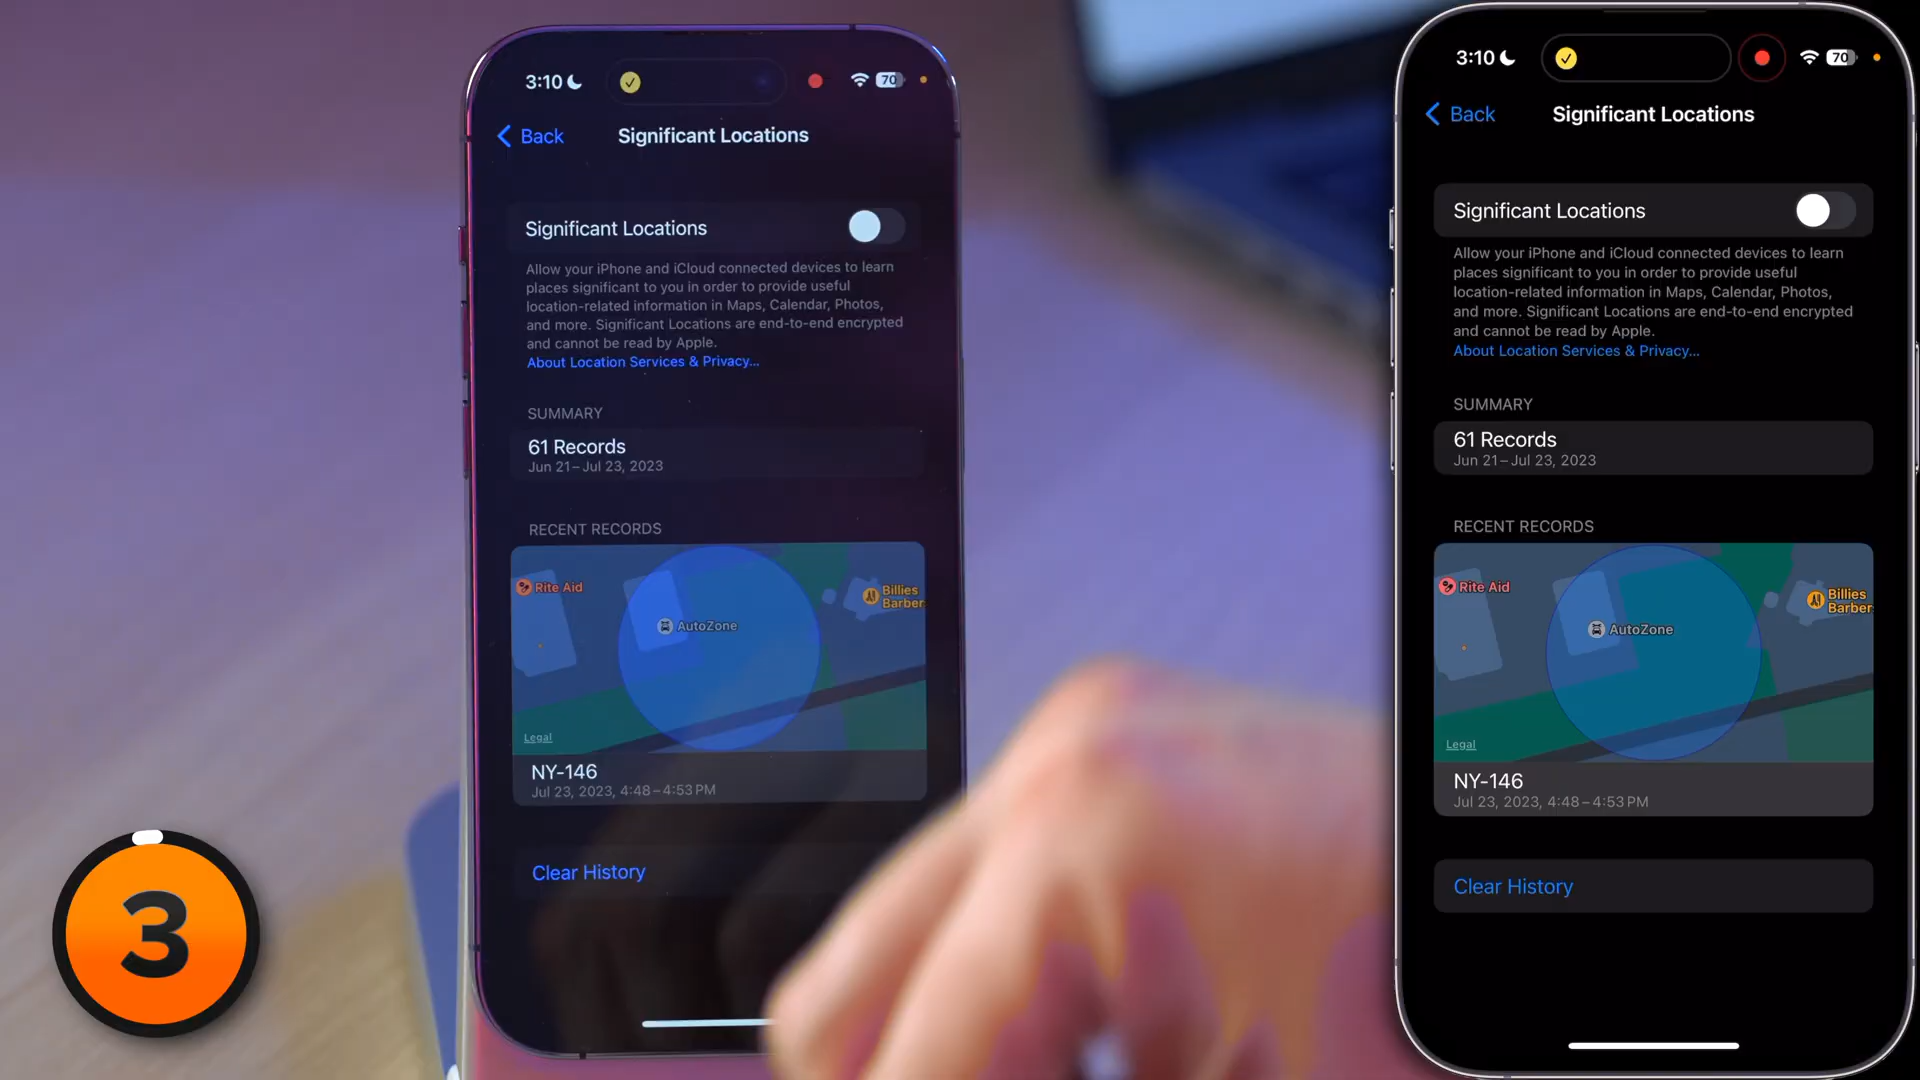 3:10
70
Back
Significant Locations
Significant Locations
Allow your iPhone and iCloud connected devices to learn
places significant to you in order to provide useful
location-related information in Maps, Calendar, Photos,
and more. Significant Locations are end-to-end encrypted
and cannot be read by Apple.
About Location Services & Privacy...
SUMMARY
61 Records
Jun 21–Jul 23, 2023
RECENT RECORDS
Rite Aid
Billies
Barber
AutoZone
Legal
NY-146
Jul 23, 2023, 4:48–4:53 PM
Clear History
3
3:10
70
Back
Significant Locations
Significant Locations
Allow your iPhone and iCloud connected devices to learn
places significant to you in order to provide useful
location-related information in Maps, Calendar, Photos,
and more. Significant Locations are end-to-end encrypted
and cannot be read by Apple.
About Location Services & Privacy...
SUMMARY
61 Records
Jun 21–Jul 23, 2023
RECENT RECORDS
Rite Aid
Billies
Barber
AutoZone
Legal
NY-146
Jul 23, 2023, 4:48–4:53 PM
Clear History